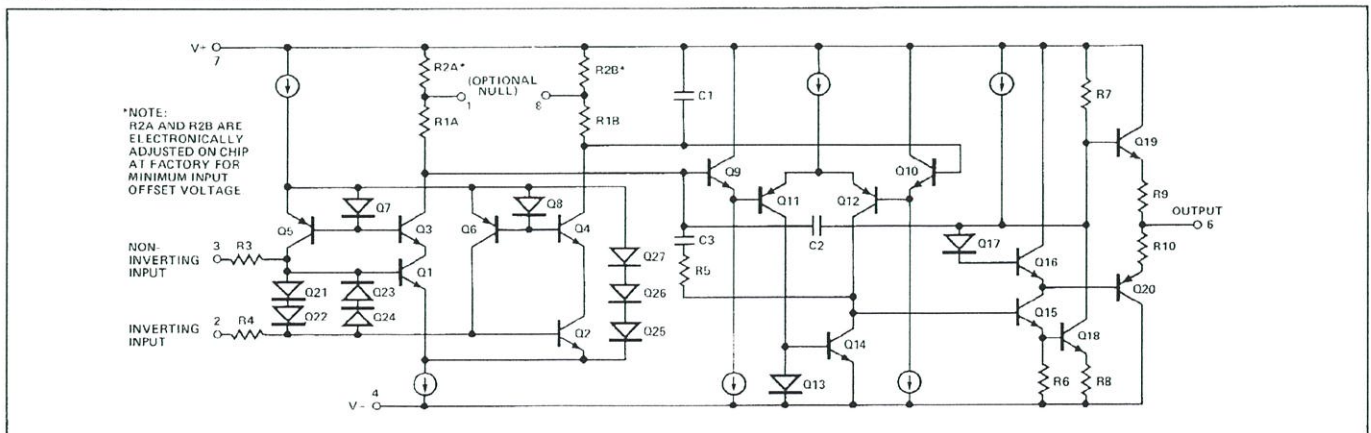 V+
7
*NOTE:
R2A AND R2B ARE
ELECTRONICALLY
ADJUSTED ON CHIP
AT FACTORY FOR
MINIMUM INPUT
OFFSET VOLTAGE
R2A*
(OPTIONAL
NULL)
1
8
R2B*
R1A
R1B
C1
R7
Q19
Q9
Q10
Q11
Q12
Q7
Q8
Q5
Q3
Q6
Q4
R9
OUTPUT
6
R10
NON-
INVERTING
INPUT
3
R3
Q1
Q27
C3
C2
Q17
Q16
R5
Q20
Q21
Q23
Q26
Q22
Q24
Q15
INVERTING
INPUT
2
R4
Q2
Q25
Q18
Q14
Q13
R6
R8
4
V-